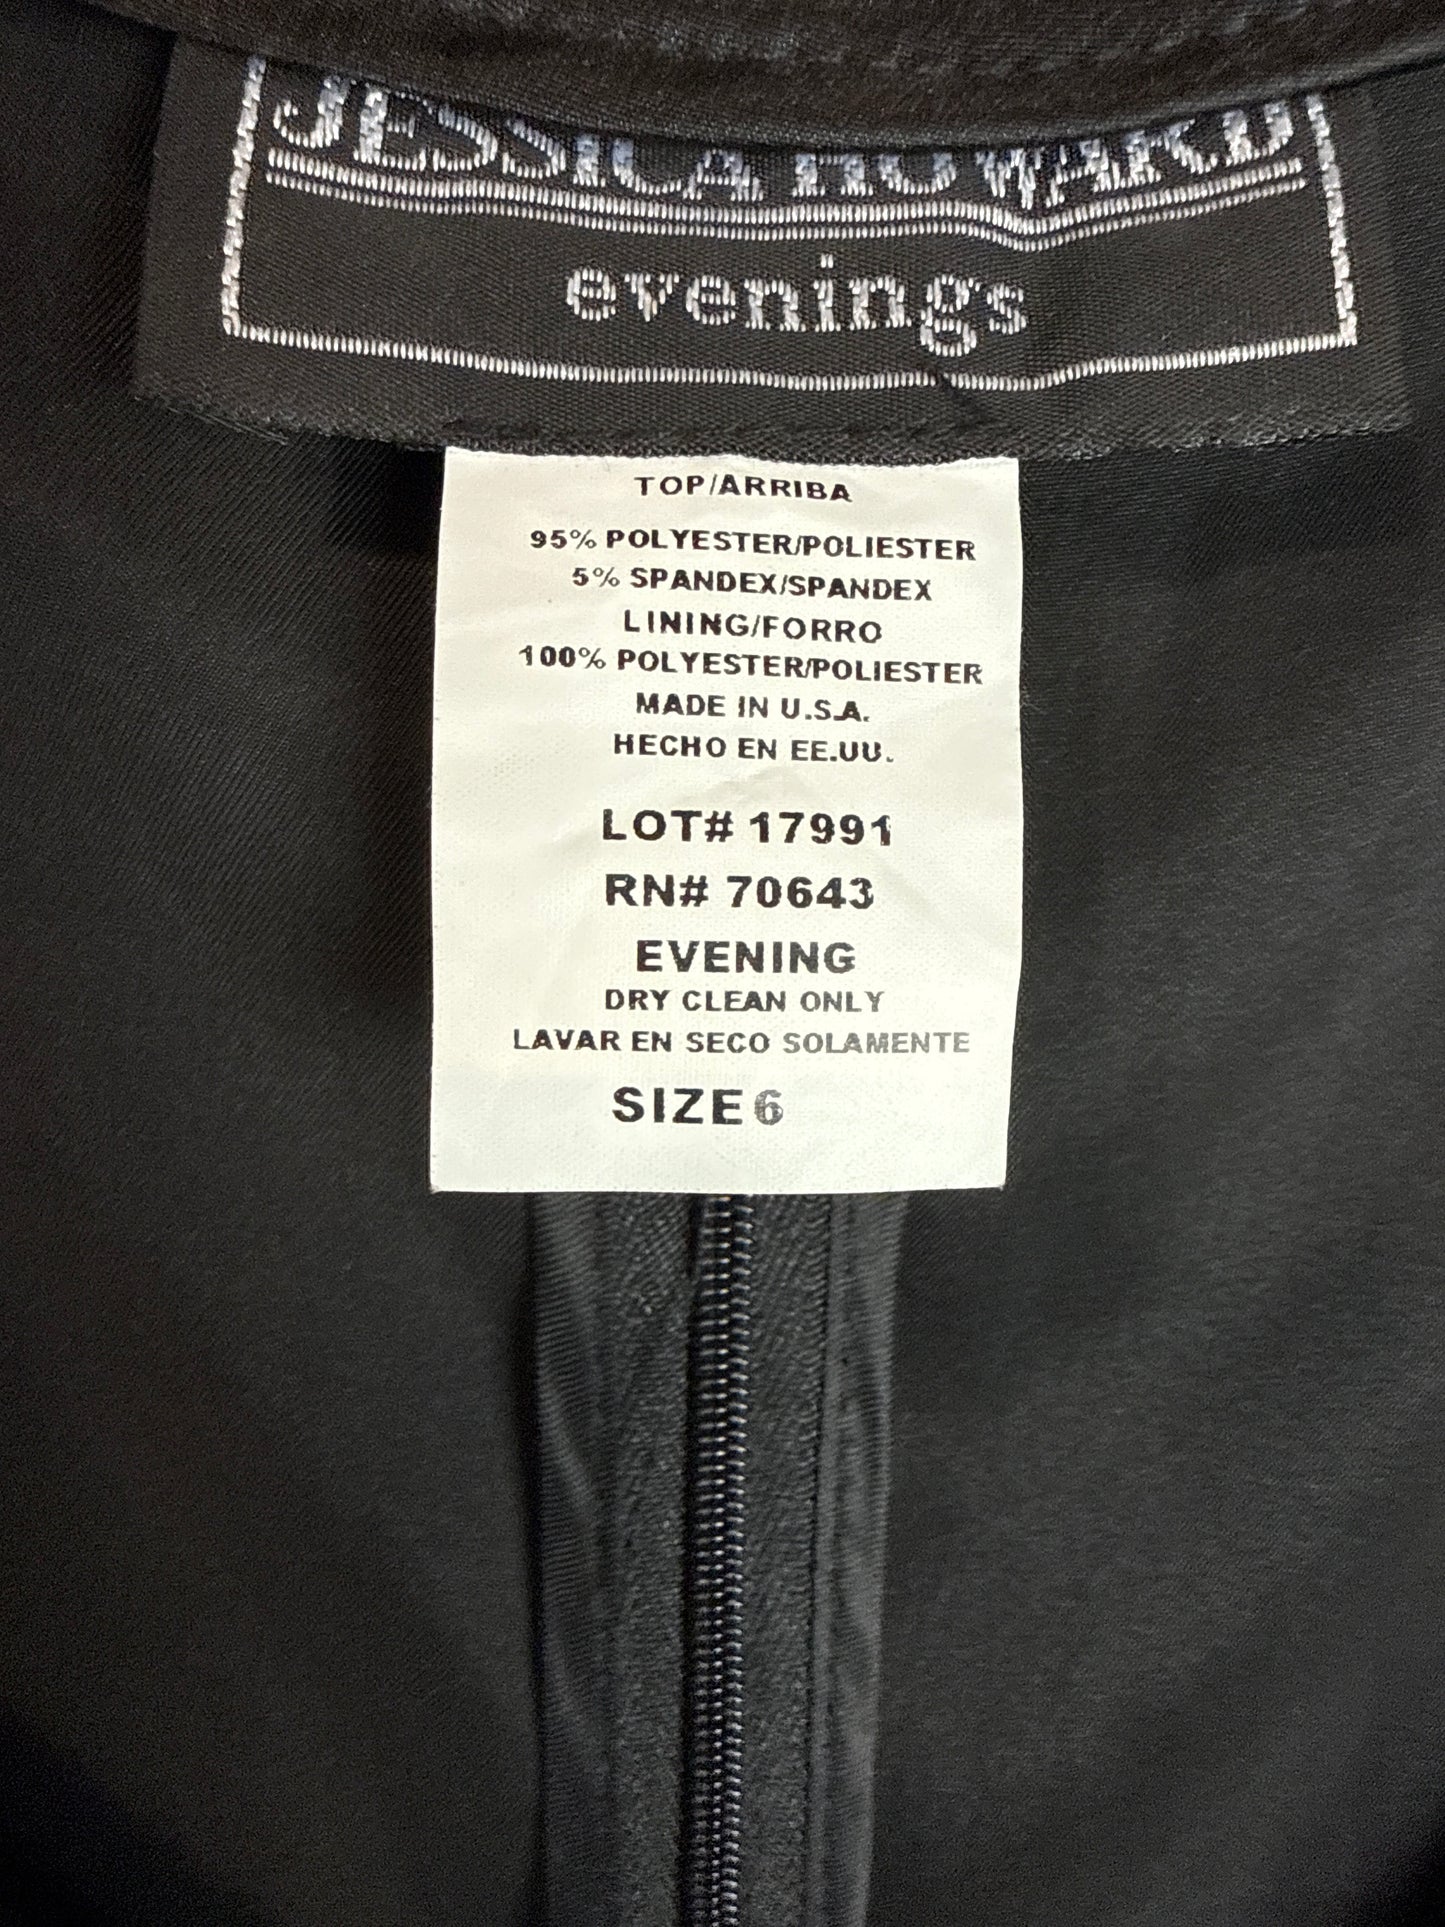 JESSICA HOWARD
evenings
TOP/ARRIBA
95% POLYESTER/POLIESTER
5% SPANDEX/SPANDEX
LINING/FORRO
100% POLYESTER/POLIESTER
MADE IN U.S.A.
HECHO EN EE.UU.
LOT# 17991
RN# 70643
EVENING
DRY CLEAN ONLY
LAVAR EN SECO SOLAMENTE
SIZE 6